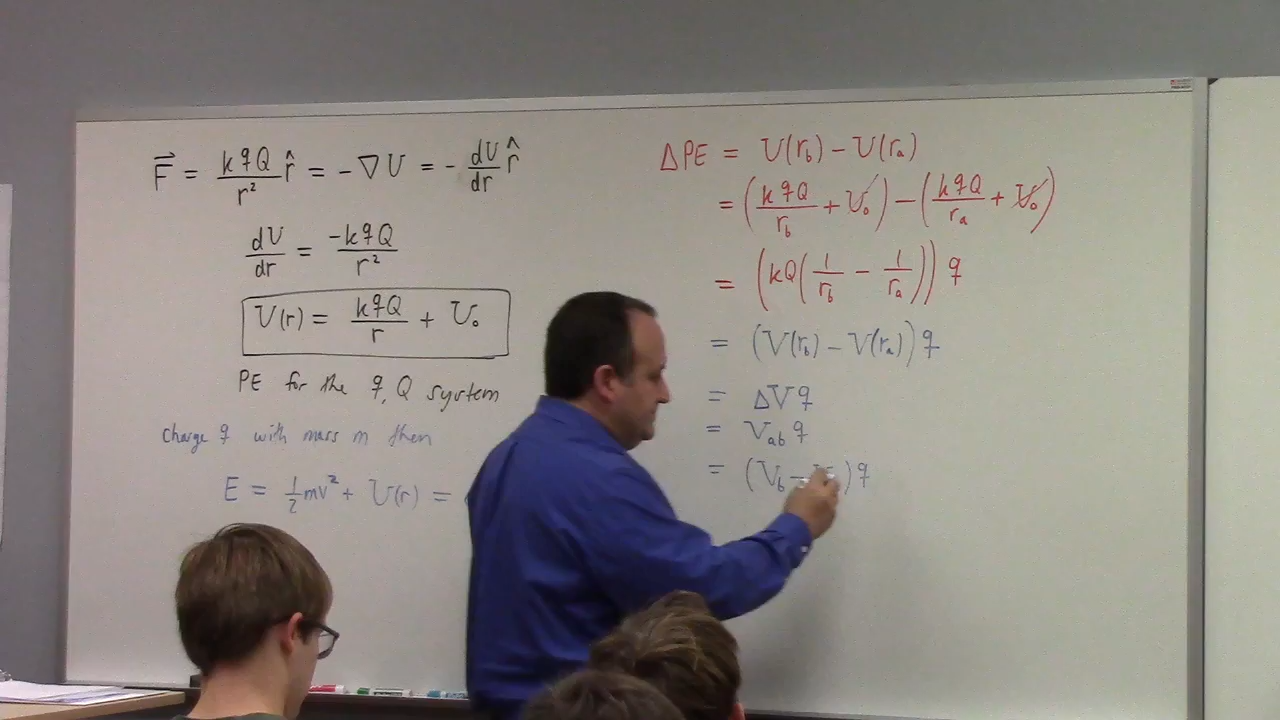 F⃗ = kqQ/r² r̂ = -∇U = - dU/dr r̂
dU/dr = -kqQ/r²
U(r) = kqQ/r + U₀
PE for the q, Q system
charge q with mass m then
E = ½mv² + U(r) =
ΔPE = U(r_b) - U(r_a)
= (kqQ/r_b + U₀) - (kqQ/r_a + U₀)
= (kQ(1/r_b - 1/r_a)) q
= (V(r_b) - V(r_a)) q
= ΔV q
= V_ab q
= (V_b - ) q